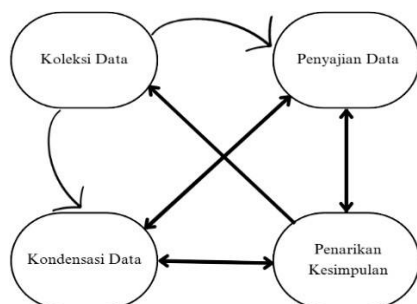 Koleksi Data
Penyajian Data
Kondensasi Data
Penarikan
Kesimpulan